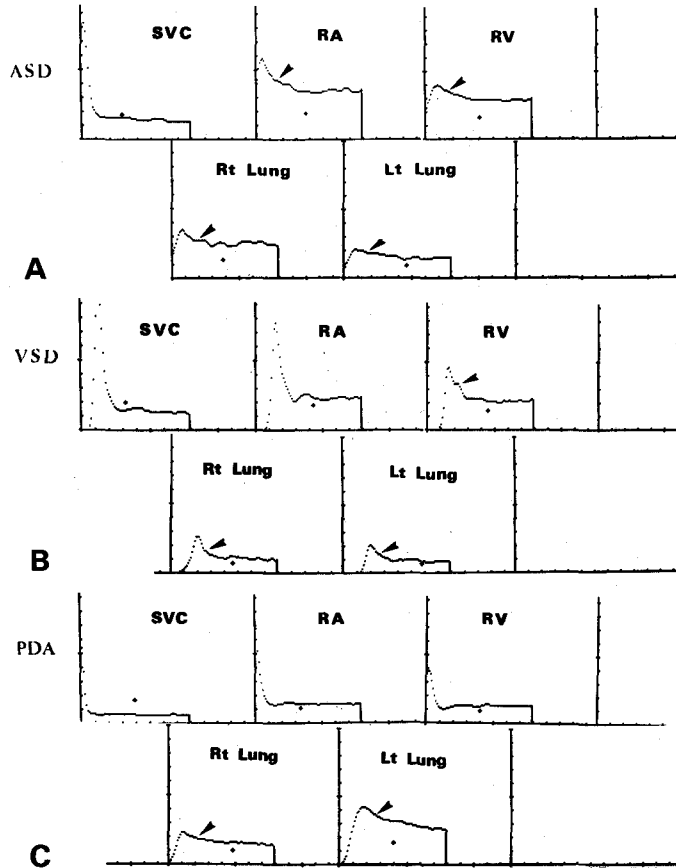 SVC RA RV
ASD
Rt Lung Lt Lung
A
SVC RA RV
VSD
Rt Lung Lt Lung
B
SVC RA RV
PDA
Rt Lung Lt Lung
C